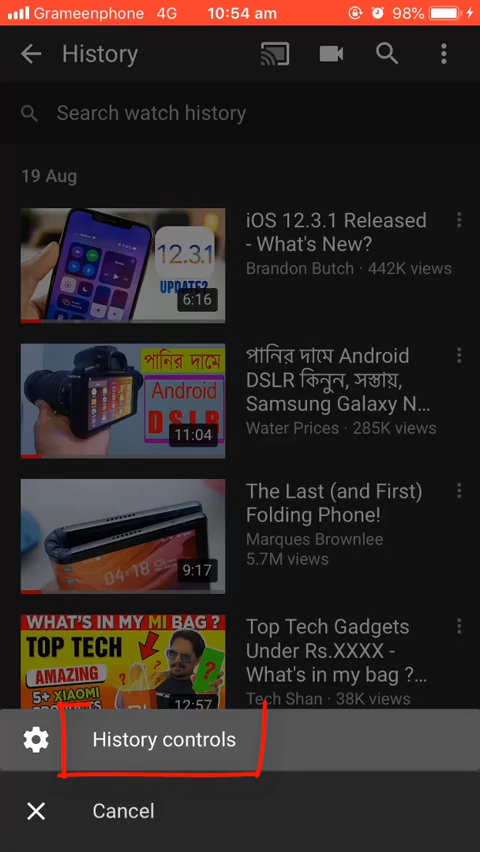 Grameenphone 4G 10:54 am 98%
History
Search watch history
19 Aug
12.3.1
UPDATE?
6:16
iOS 12.3.1 Released
- What's New?
Brandon Butch · 442K views
পানির দামে
Android
DSLR
11:04
পানির দামে Android
DSLR কিনুন, সস্তায়,
Samsung Galaxy N...
Water Prices · 285K views
04:18
9:17
The Last (and First)
Folding Phone!
Marques Brownlee
5.7M views
WHAT'S IN MY MI BAG ?
TOP TECH
AMAZING
5+ XIAOMI
12:57
Top Tech Gadgets
Under Rs.XXXX -
What's in my bag ?...
Tech Shan · 38K views
History controls
Cancel